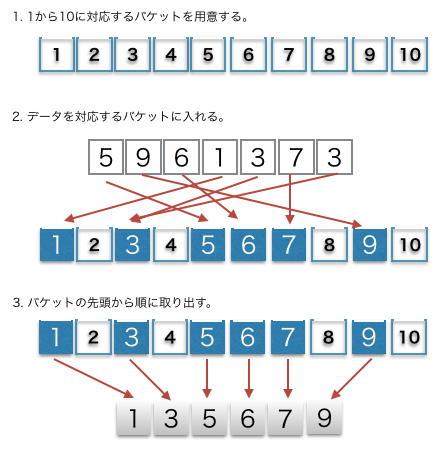 1. 1から10に対応するバケットを用意する。
1 2 3 4 5 6 7 8 9 10
2. データを対応するバケットに入れる。
5 9 6 1 3 7 3
1 2 3 4 5 6 7 8 9 10
3. バケットの先頭から順に取り出す。
1 2 3 4 5 6 7 8 9 10
1 3 5 6 7 9